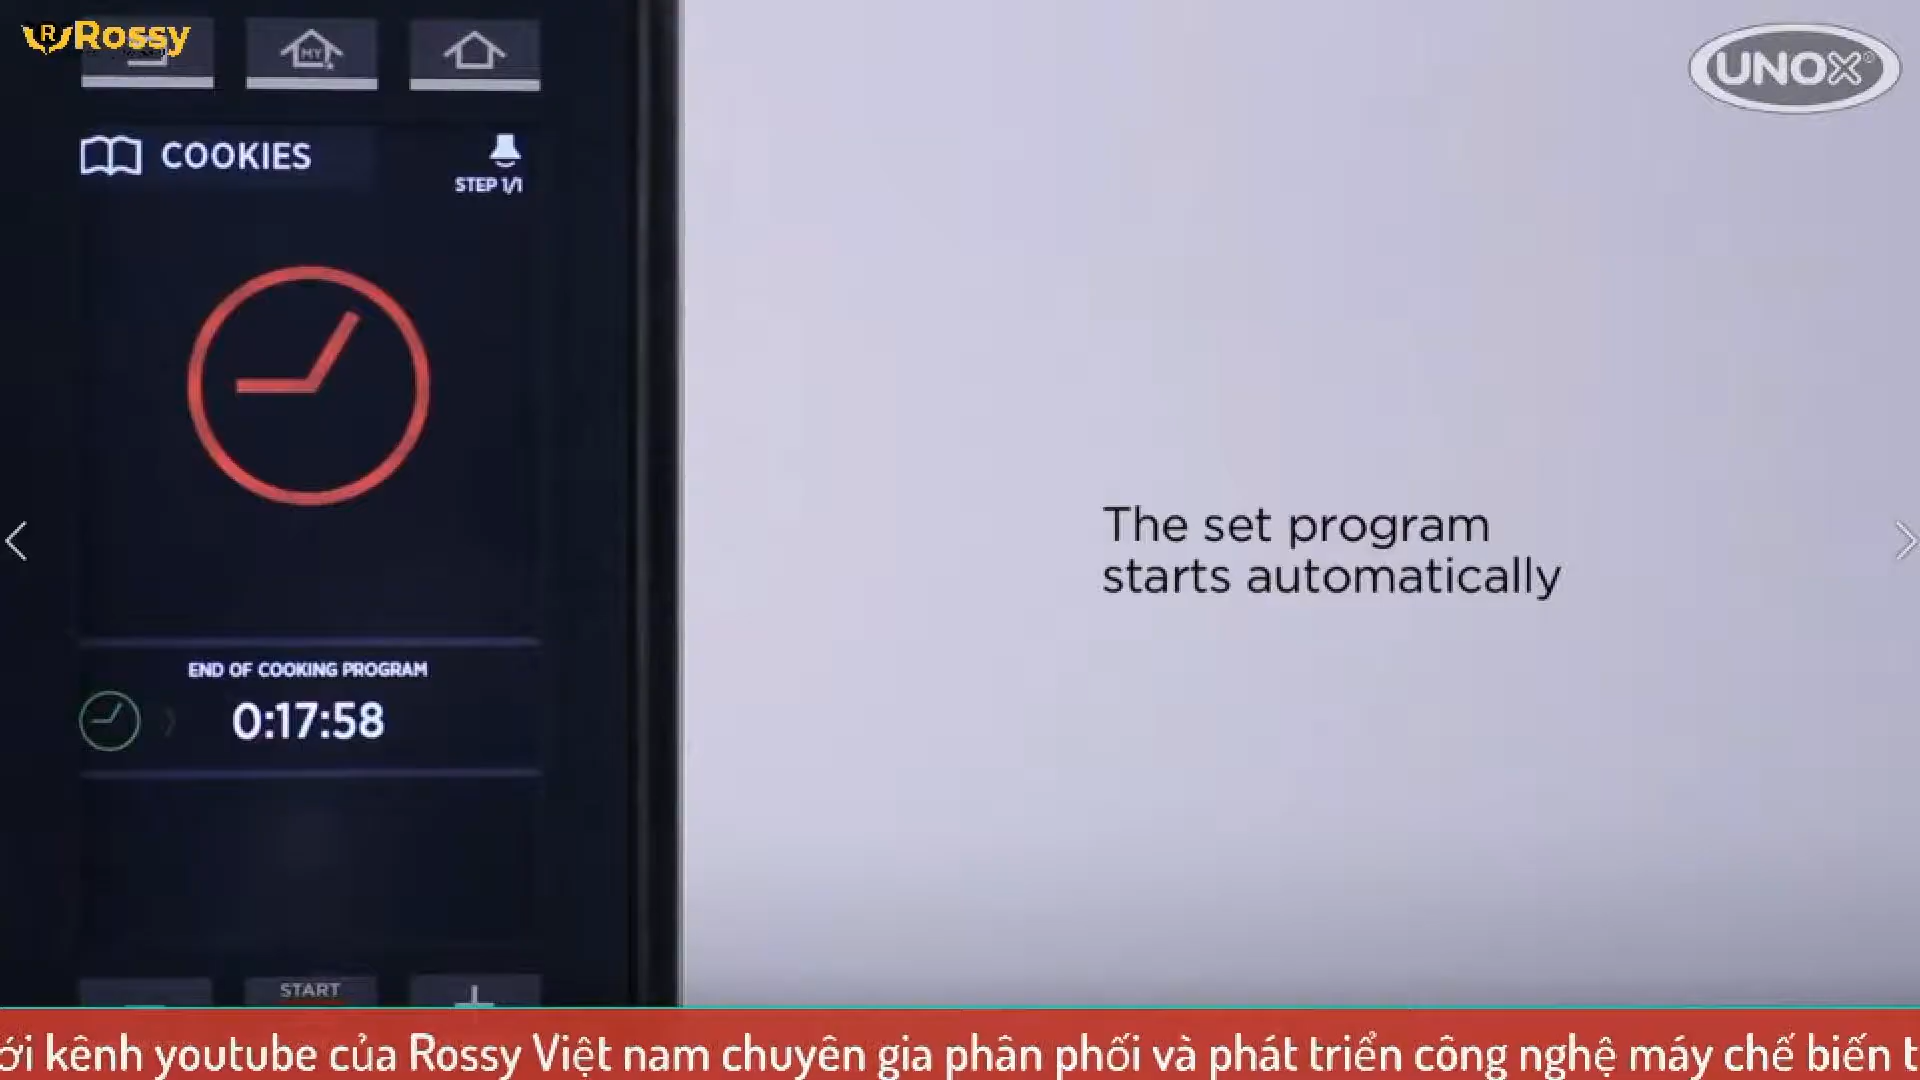 Rossy
MY
UNOX®
COOKIES
STEP 1/1
The set program
starts automatically
END OF COOKING PROGRAM
0:17:58
START
ới kênh youtube của Rossy Việt nam chuyên gia phân phối và phát triển công nghệ máy chế biến t